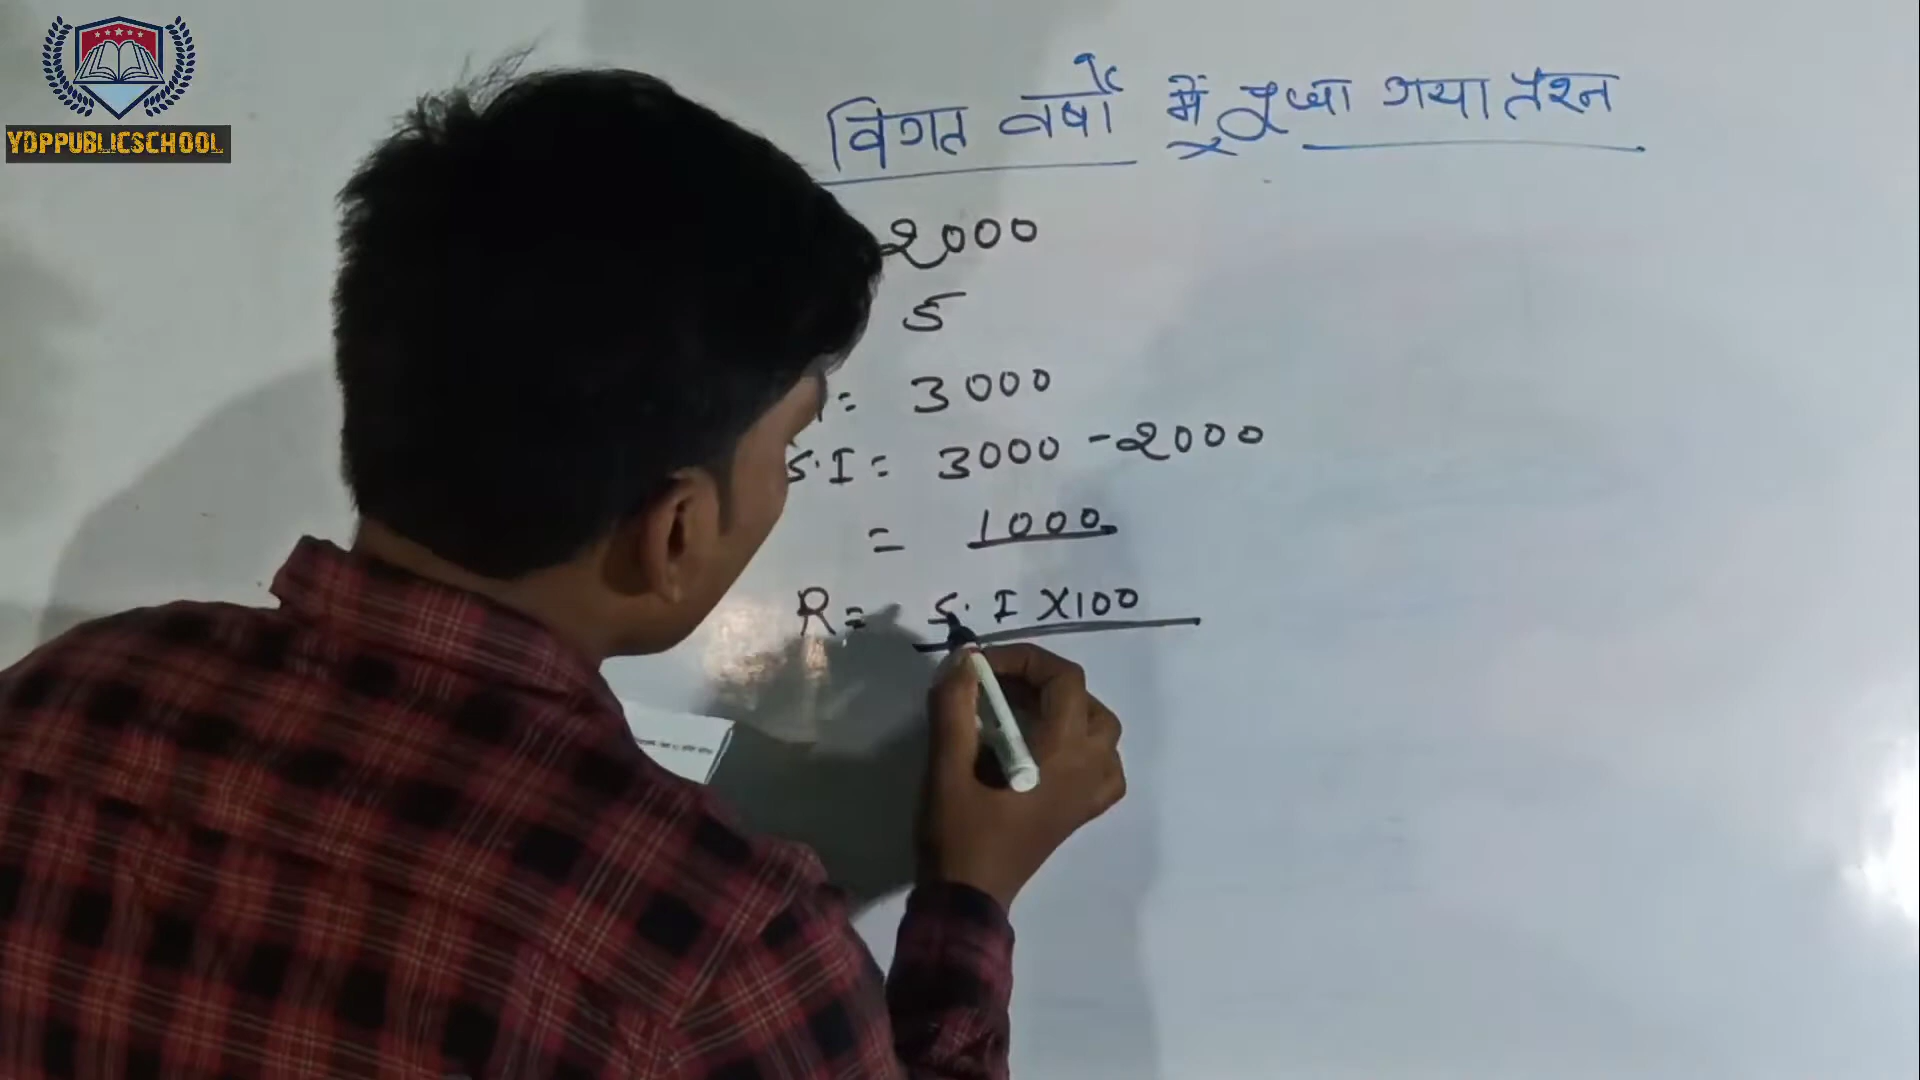 YDPPUBLICSCHOOL
विगत वर्षो में पूछा गया प्रश्न
2000
5
= 3000
S.I = 3000 - 2000
= 1000
R = S.I X100